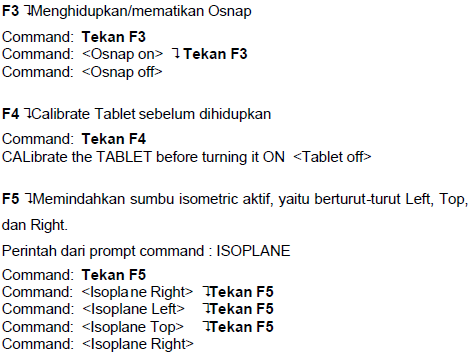 F3 ↴Menghidupkan/mematikan Osnap
Command: Tekan F3
Command: <Osnap on> ↴ Tekan F3
Command: <Osnap off>
F4 ↴Calibrate Tablet sebelum dihidupkan
Command: Tekan F4
CALibrate the TABLET before turning it ON <Tablet off>
F5 ↴Memindahkan sumbu isometric aktif, yaitu berturut-turut Left, Top,
dan Right.
Perintah dari prompt command : ISOPLANE
Command: Tekan F5
Command: <Isoplane Right> ↴Tekan F5
Command: <Isoplane Left> ↴Tekan F5
Command: <Isoplane Top> ↴Tekan F5
Command: <Isoplane Right>